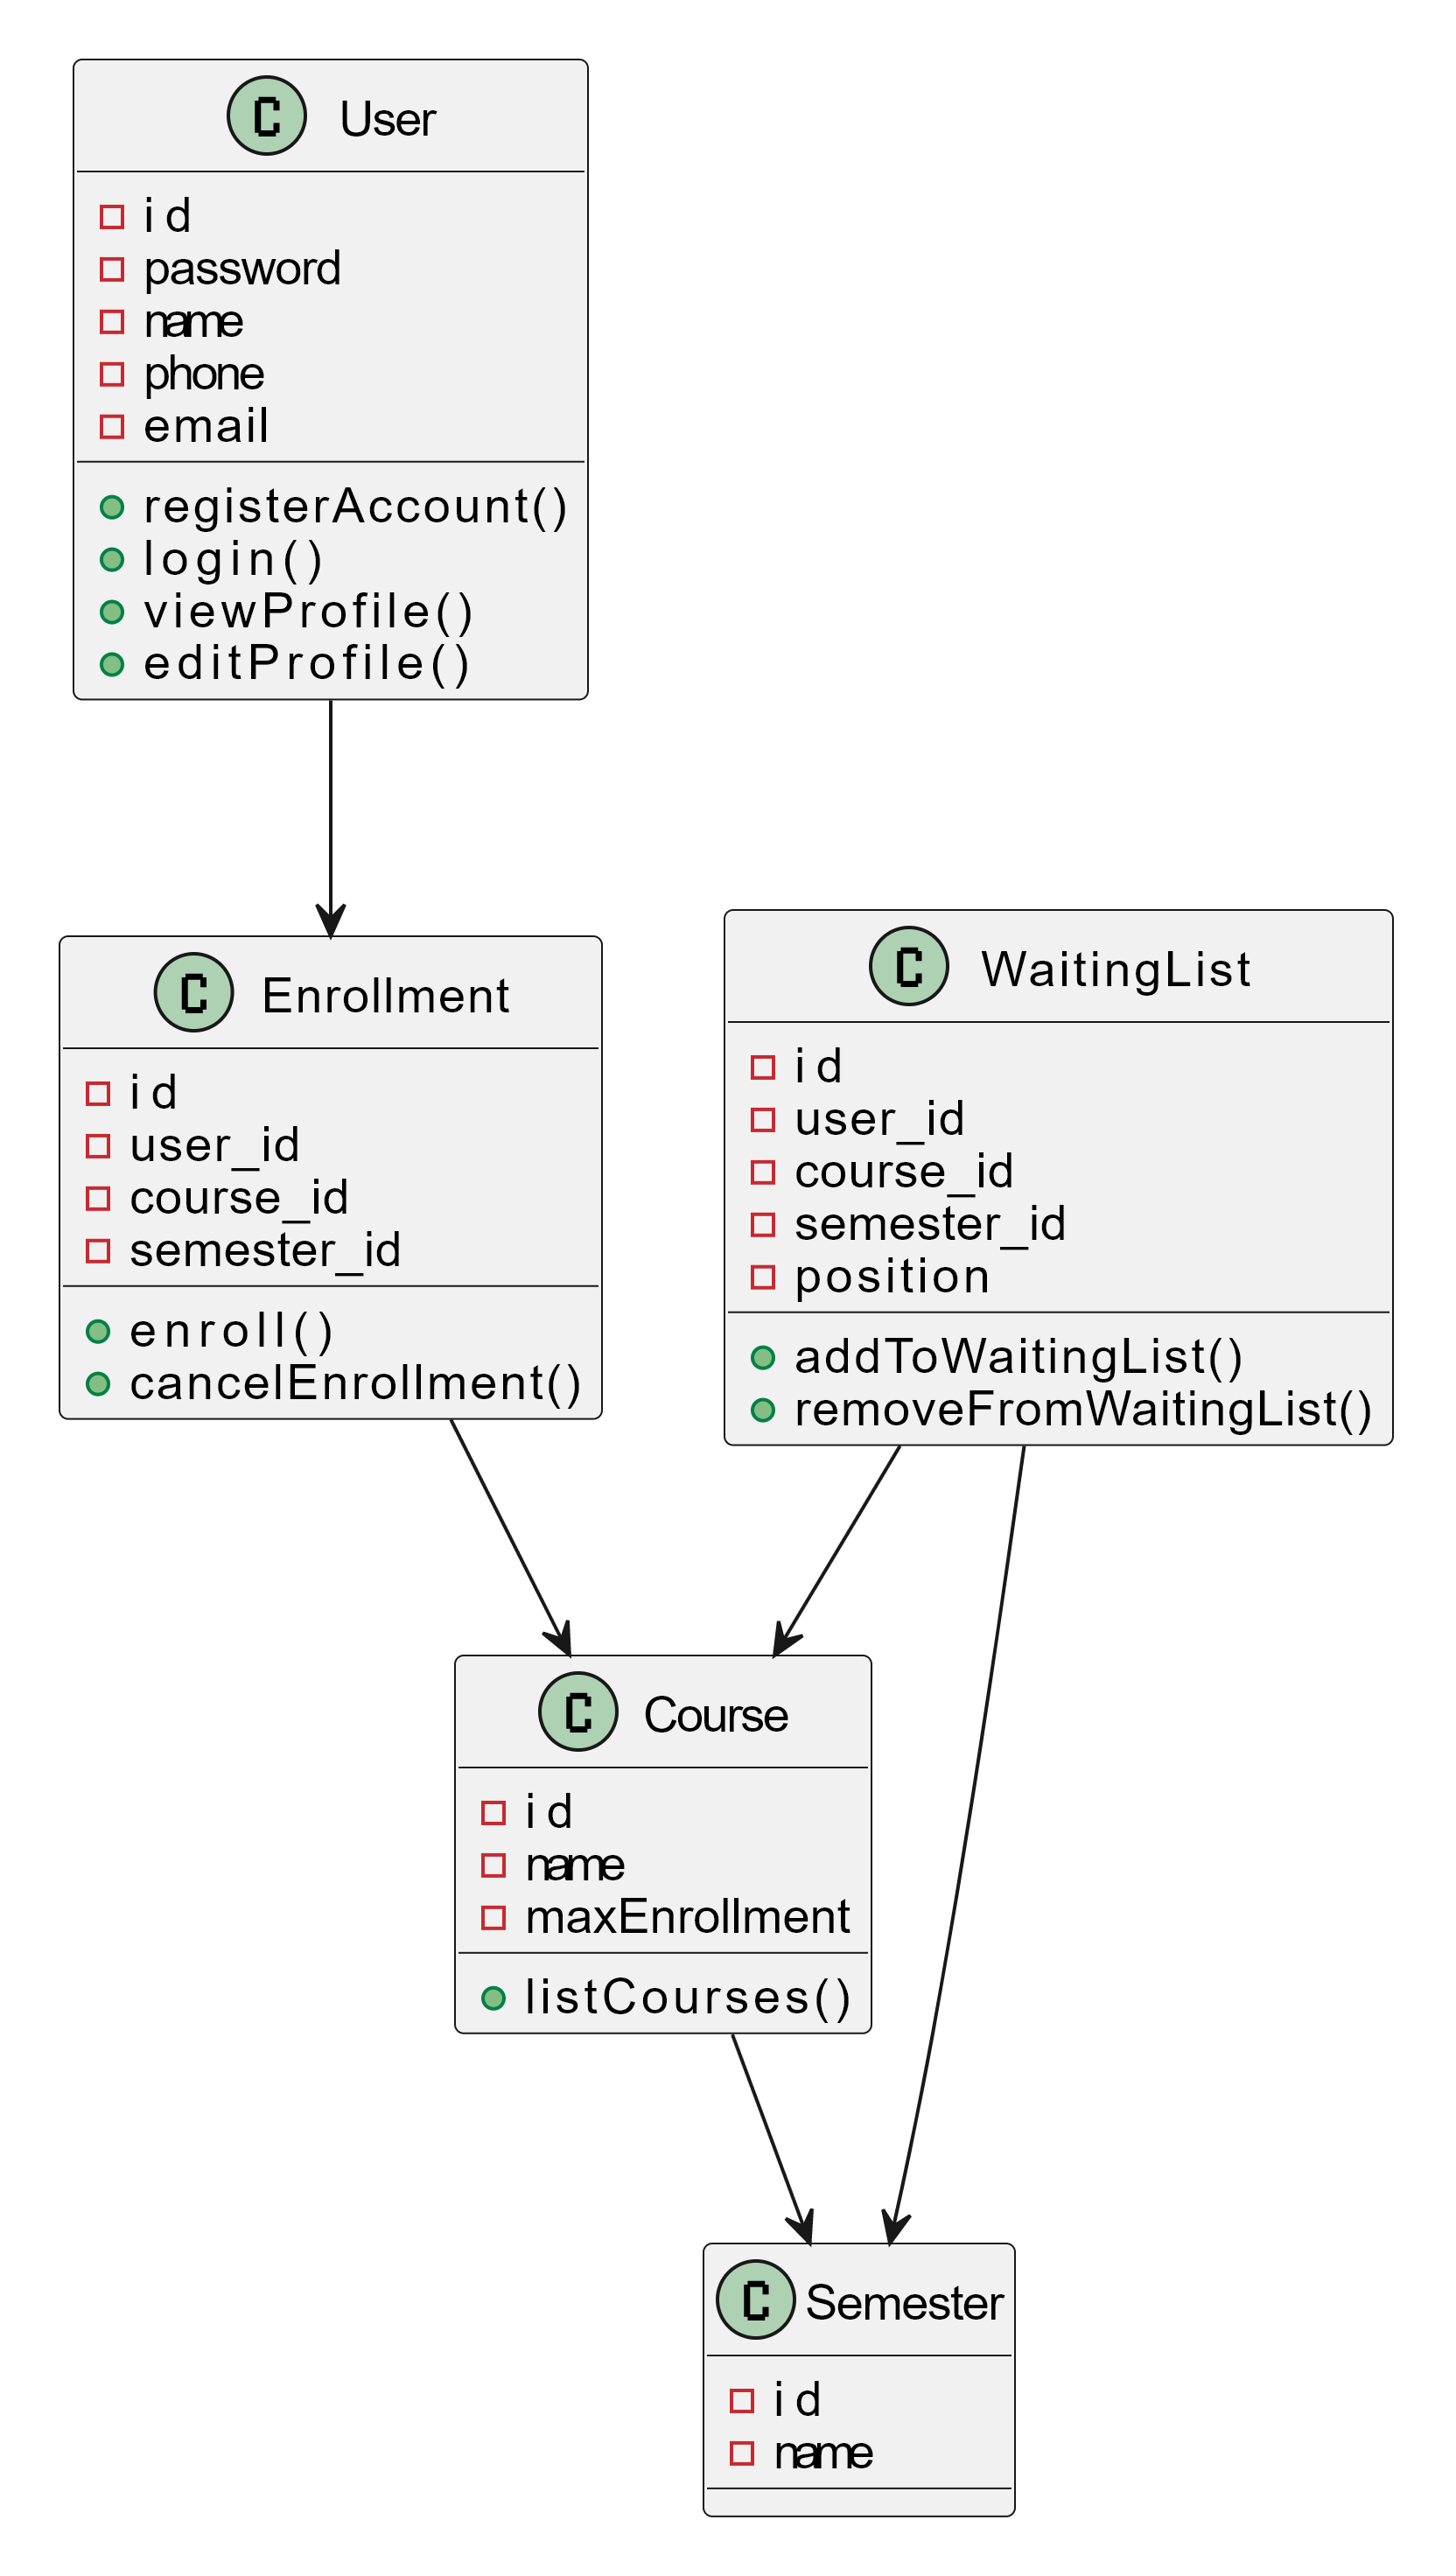 C User
id
password
name
phone
email
registerAccount()
login()
viewProfile()
editProfile()
C Enrollment
id
user_id
course_id
semester_id
enroll()
cancelEnrollment()
C WaitingList
id
user_id
course_id
semester_id
position
addToWaitingList()
removeFromWaitingList()
C Course
id
name
maxEnrollment
listCourses()
C Semester
id
name